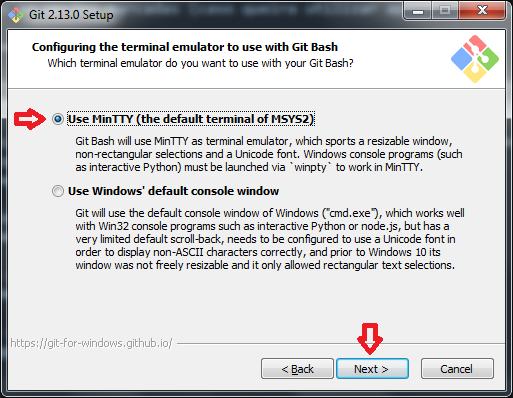 Git 2.13.0 Setup
Configuring the terminal emulator to use with Git Bash
Which terminal emulator do you want to use with your Git Bash?
Use MinTTY (the default terminal of MSYS2)
Git Bash will use MinTTY as terminal emulator, which sports a resizable window,
non-rectangular selections and a Unicode font. Windows console programs (such
as interactive Python) must be launched via `winpty` to work in MinTTY.
Use Windows' default console window
Git will use the default console window of Windows ("cmd.exe"), which works well
with Win32 console programs such as interactive Python or node.js, but has a
very limited default scroll-back, needs to be configured to use a Unicode font in
order to display non-ASCII characters correctly, and prior to Windows 10 its
window was not freely resizable and it only allowed rectangular text selections.
https://git-for-windows.github.io/
< Back
Next >
Cancel